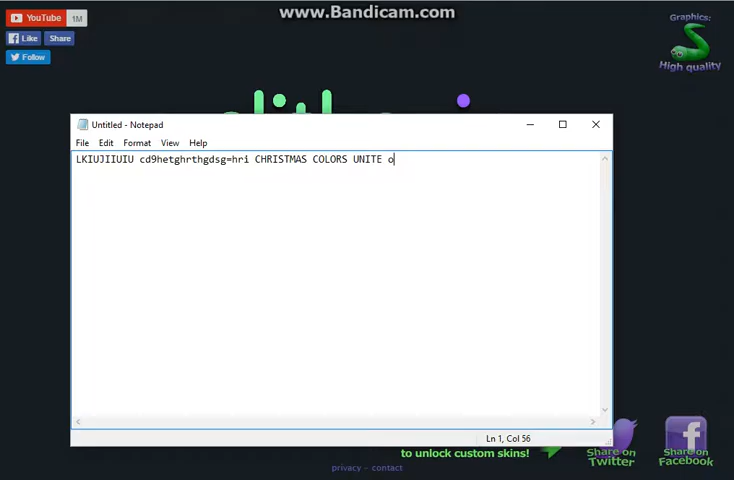 www.Bandicam.com
YouTube 1M
Like Share
Follow
Graphics:
High quality
Untitled - Notepad
File Edit Format View Help
LKIUJIIUIU cd9hetghrthgdsg=hri CHRISTMAS COLORS UNITE o
Ln 1, Col 56
to unlock custom skins!
Share on
Twitter
Share on
Facebook
privacy - contact